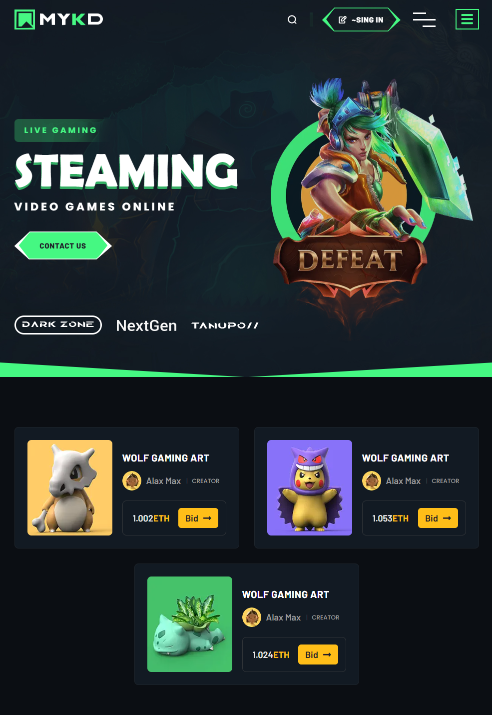 MYKD
~SING IN
LIVE GAMING
STEAMING
VIDEO GAMES ONLINE
CONTACT US
DEFEAT
DARK ZONE
NextGen
TANUPO//
WOLF GAMING ART
Alax Max
CREATOR
1.002ETH
Bid →
WOLF GAMING ART
Alax Max
CREATOR
1.053ETH
Bid →
WOLF GAMING ART
Alax Max
CREATOR
1.024ETH
Bid →